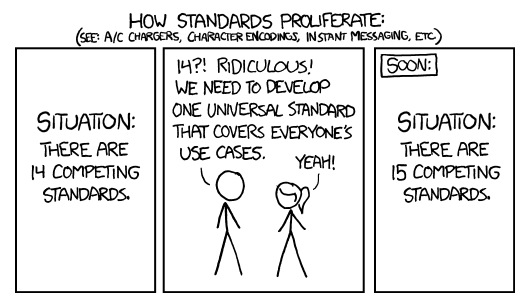 HOW STANDARDS PROLIFERATE:
(SEE: A/C CHARGERS, CHARACTER ENCODINGS, INSTANT MESSAGING, ETC.)
SITUATION:
THERE ARE
14 COMPETING
STANDARDS.
14?! RIDICULOUS!
WE NEED TO DEVELOP
ONE UNIVERSAL STANDARD
THAT COVERS EVERYONE'S
USE CASES.
YEAH!
SOON:
SITUATION:
THERE ARE
15 COMPETING
STANDARDS.